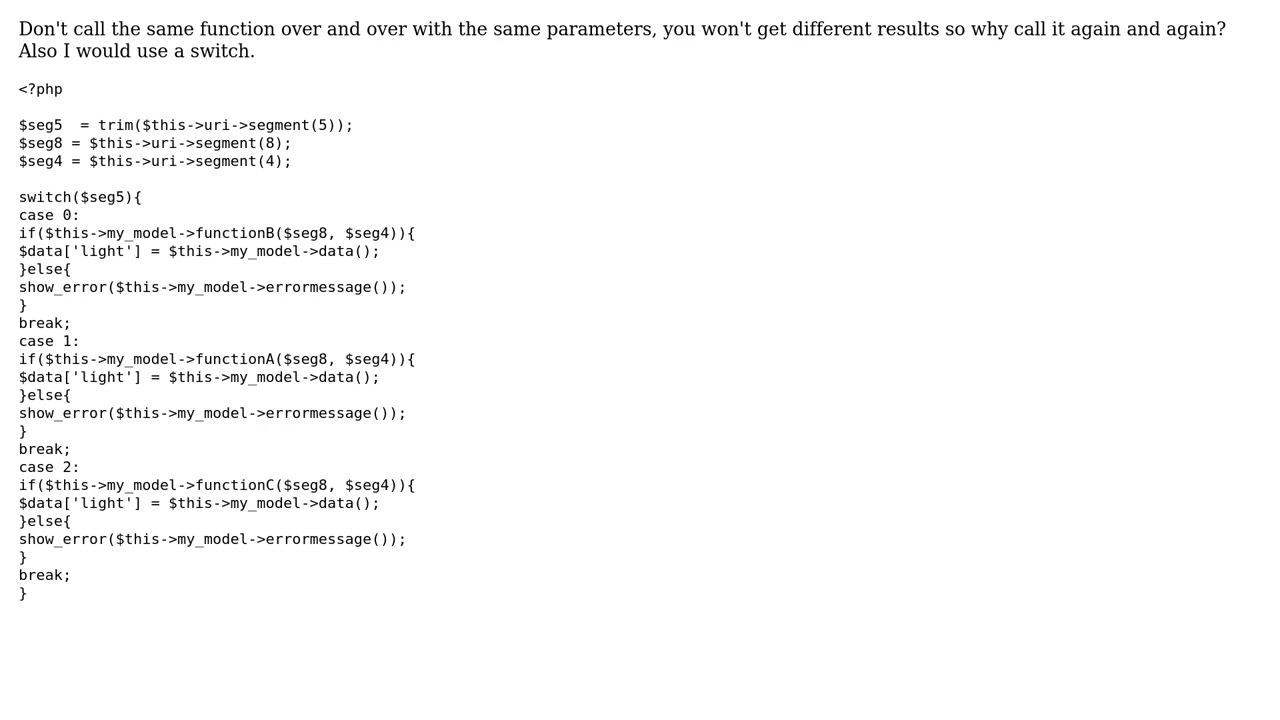 Don't call the same function over and over with the same parameters, you won't get different results so why call it again and again?
Also I would use a switch.
<?php
$seg5  = trim($this->uri->segment(5));
$seg8 = $this->uri->segment(8);
$seg4 = $this->uri->segment(4);
switch($seg5){
case 0:
if($this->my_model->functionB($seg8, $seg4)){
$data['light'] = $this->my_model->data();
}else{
show_error($this->my_model->errormessage());
}
break;
case 1:
if($this->my_model->functionA($seg8, $seg4)){
$data['light'] = $this->my_model->data();
}else{
show_error($this->my_model->errormessage());
}
break;
case 2:
if($this->my_model->functionC($seg8, $seg4)){
$data['light'] = $this->my_model->data();
}else{
show_error($this->my_model->errormessage());
}
break;
}